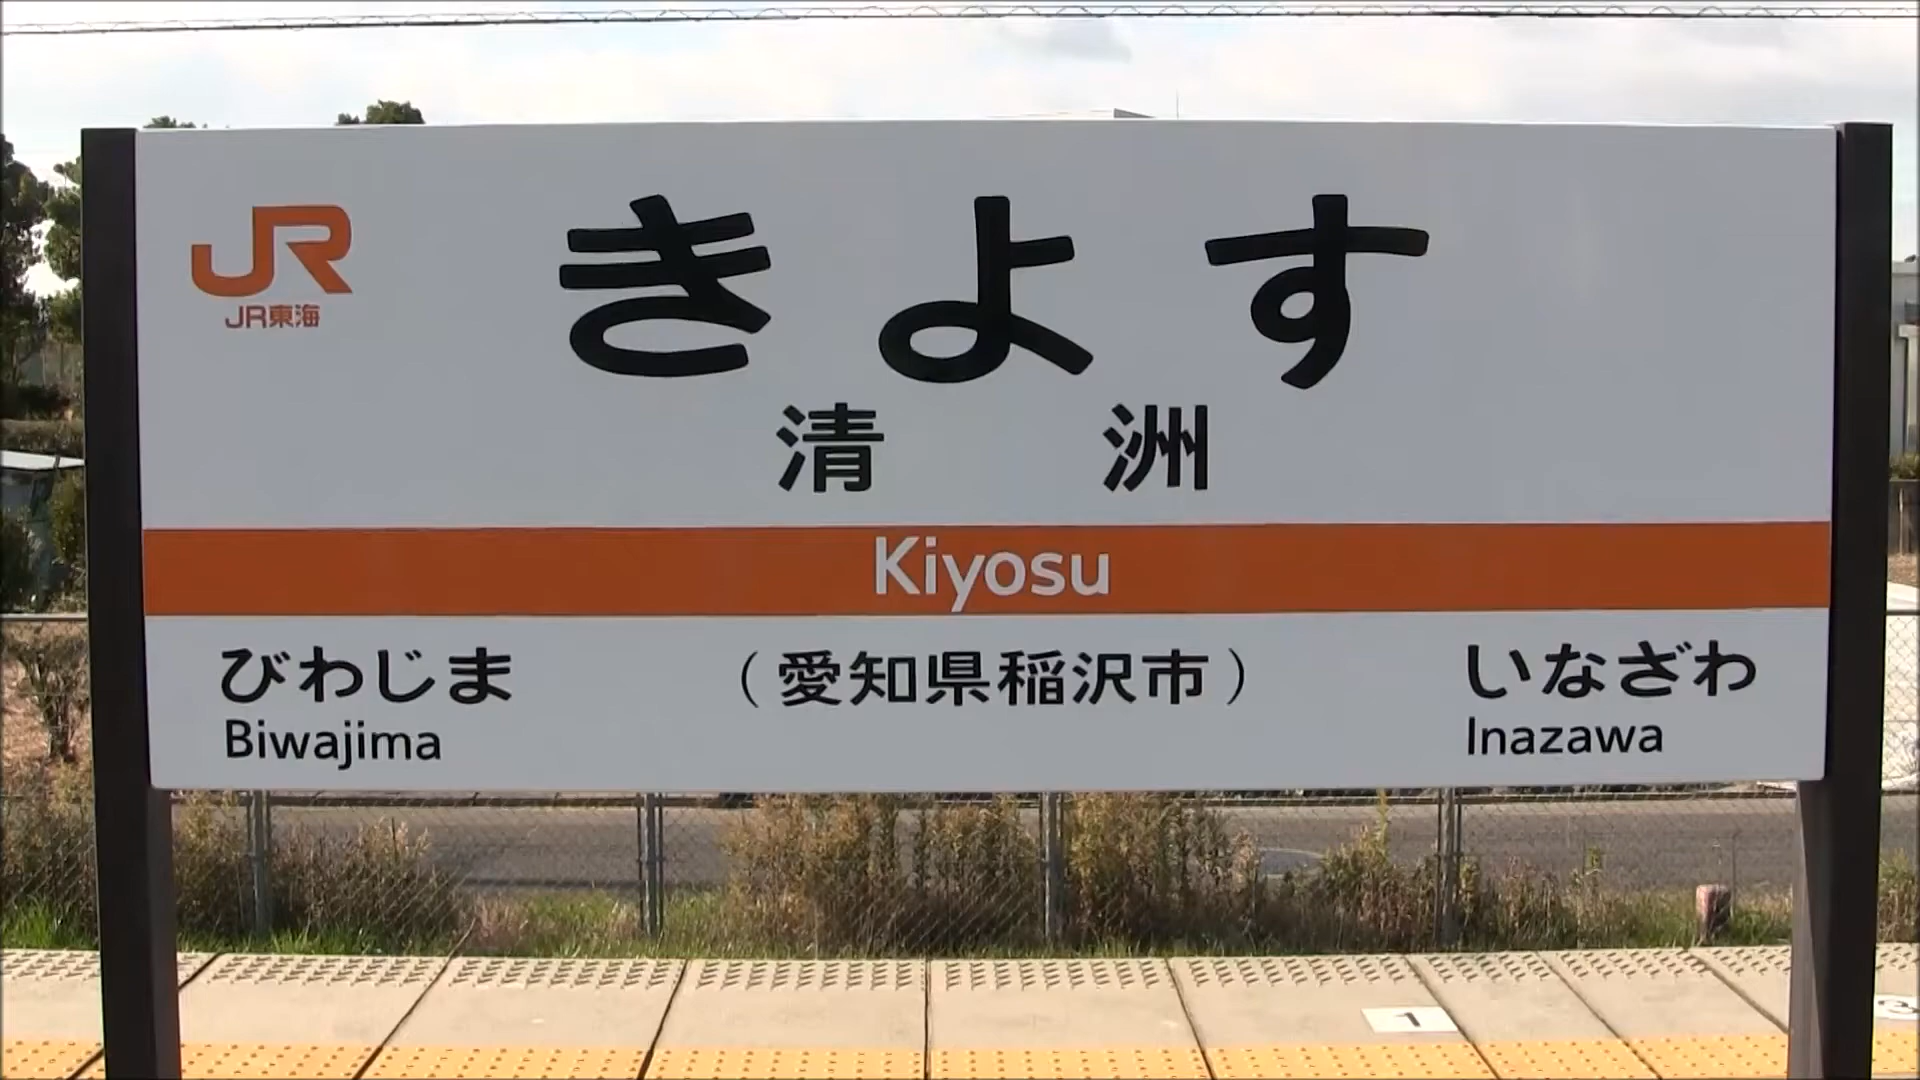 JR
JR東海
きよす
清洲
Kiyosu
びわじま
Biwajima
（愛知県稲沢市）
いなざわ
Inazawa
1